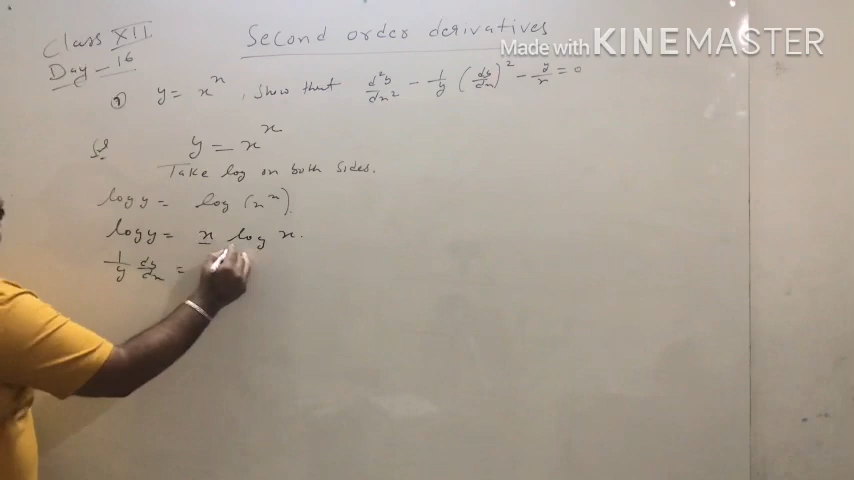 Class XII
Second order derivatives
Made with KINEMASTER
Day - 16
y = x^x, Show that d²y/dx² - 1/y (dy/dx)² - y/x = 0
Sol y = x^x
Take log on both sides.
log y = log (x^x).
log y = x log x.
1/y dy/dx =